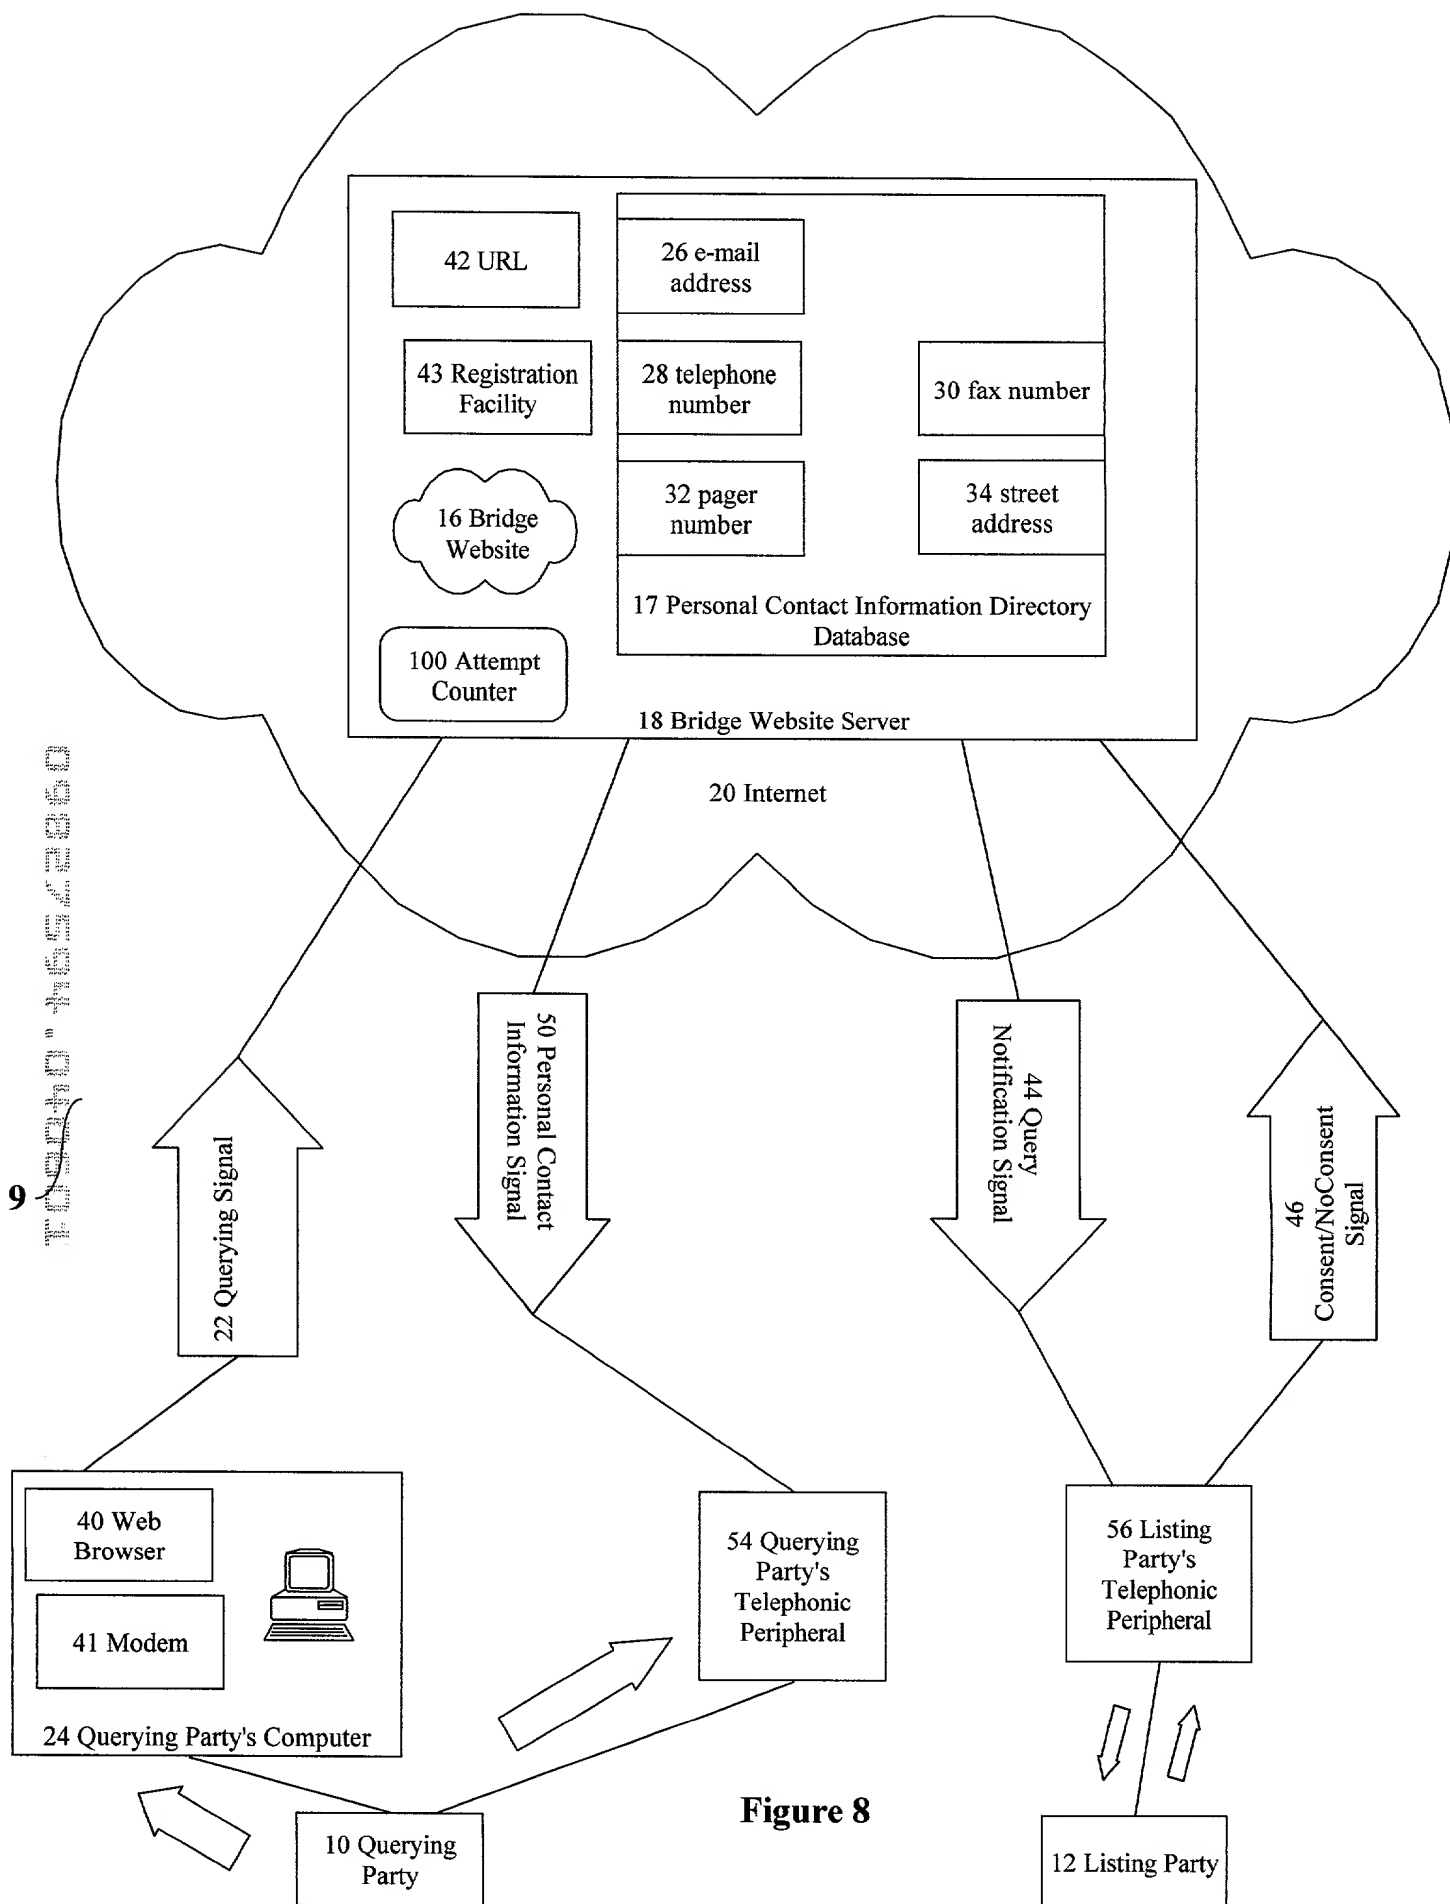 42 URL
26 e-mail
address
43 Registration
Facility
28 telephone
number
30 fax number
16 Bridge
Website
32 pager
number
34 street
address
17 Personal Contact Information Directory
Database
100 Attempt
Counter
18 Bridge Website Server
20 Internet
22 Querying Signal
50 Personal Contact
Information Signal
44 Query
Notification Signal
46
Consent/NoConsent
Signal
9
40 Web
Browser
41 Modem
24 Querying Party's Computer
54 Querying
Party's
Telephonic
Peripheral
56 Listing
Party's
Telephonic
Peripheral
10 Querying
Party
12 Listing Party
Figure 8